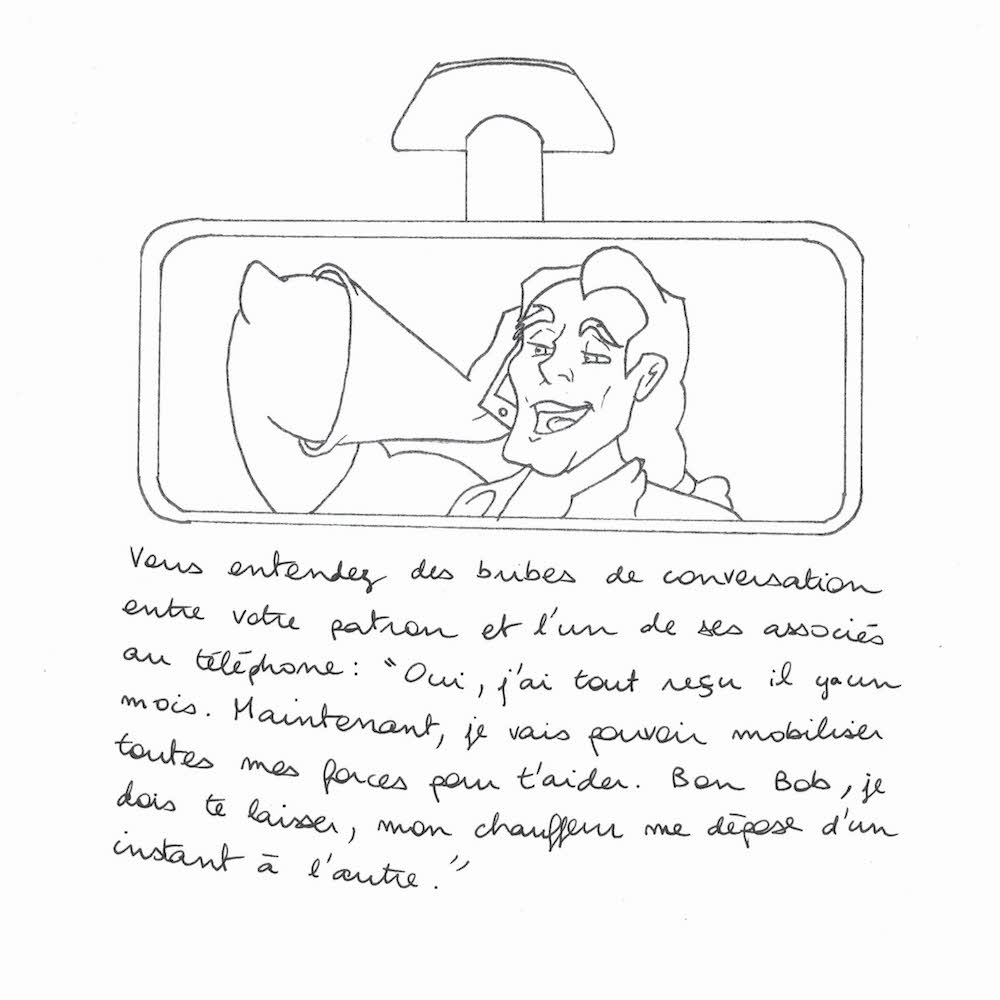 Vous entendez des bribes de conversation
entre votre patron et l'un de ses associés
au téléphone : "Oui, j'ai tout reçu il y a un
mois. Maintenant, je vais pouvoir mobiliser
toutes mes forces pour t'aider. Bon Bob, je
dois te laisser, mon chauffeur me dépose d'un
instant à l'autre."